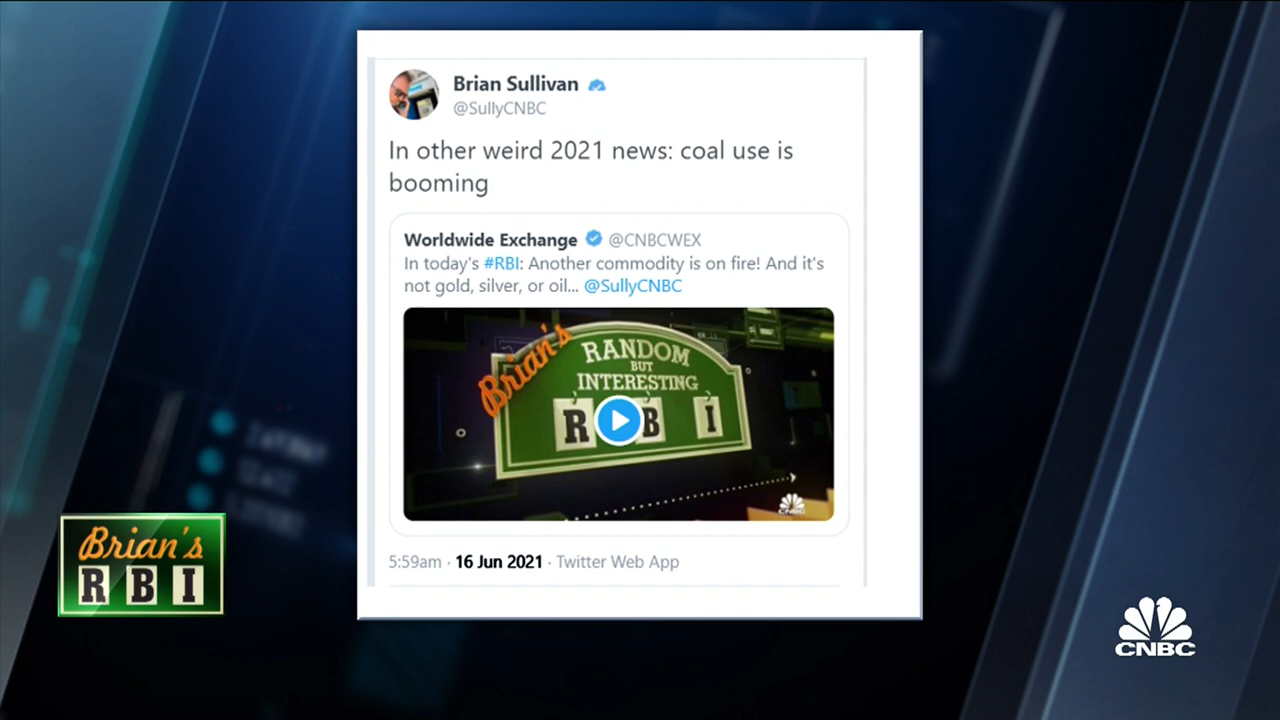 Brian Sullivan
@SullyCNBC
In other weird 2021 news: coal use is
booming
Worldwide Exchange @CNBCWEX
In today's #RBI: Another commodity is on fire! And it's
not gold, silver, or oil... @SullyCNBC
Brian's
RANDOM
BUT
INTERESTING
R B I
CNBC
5:59am · 16 Jun 2021 · Twitter Web App
Brian's
RBI
CNBC